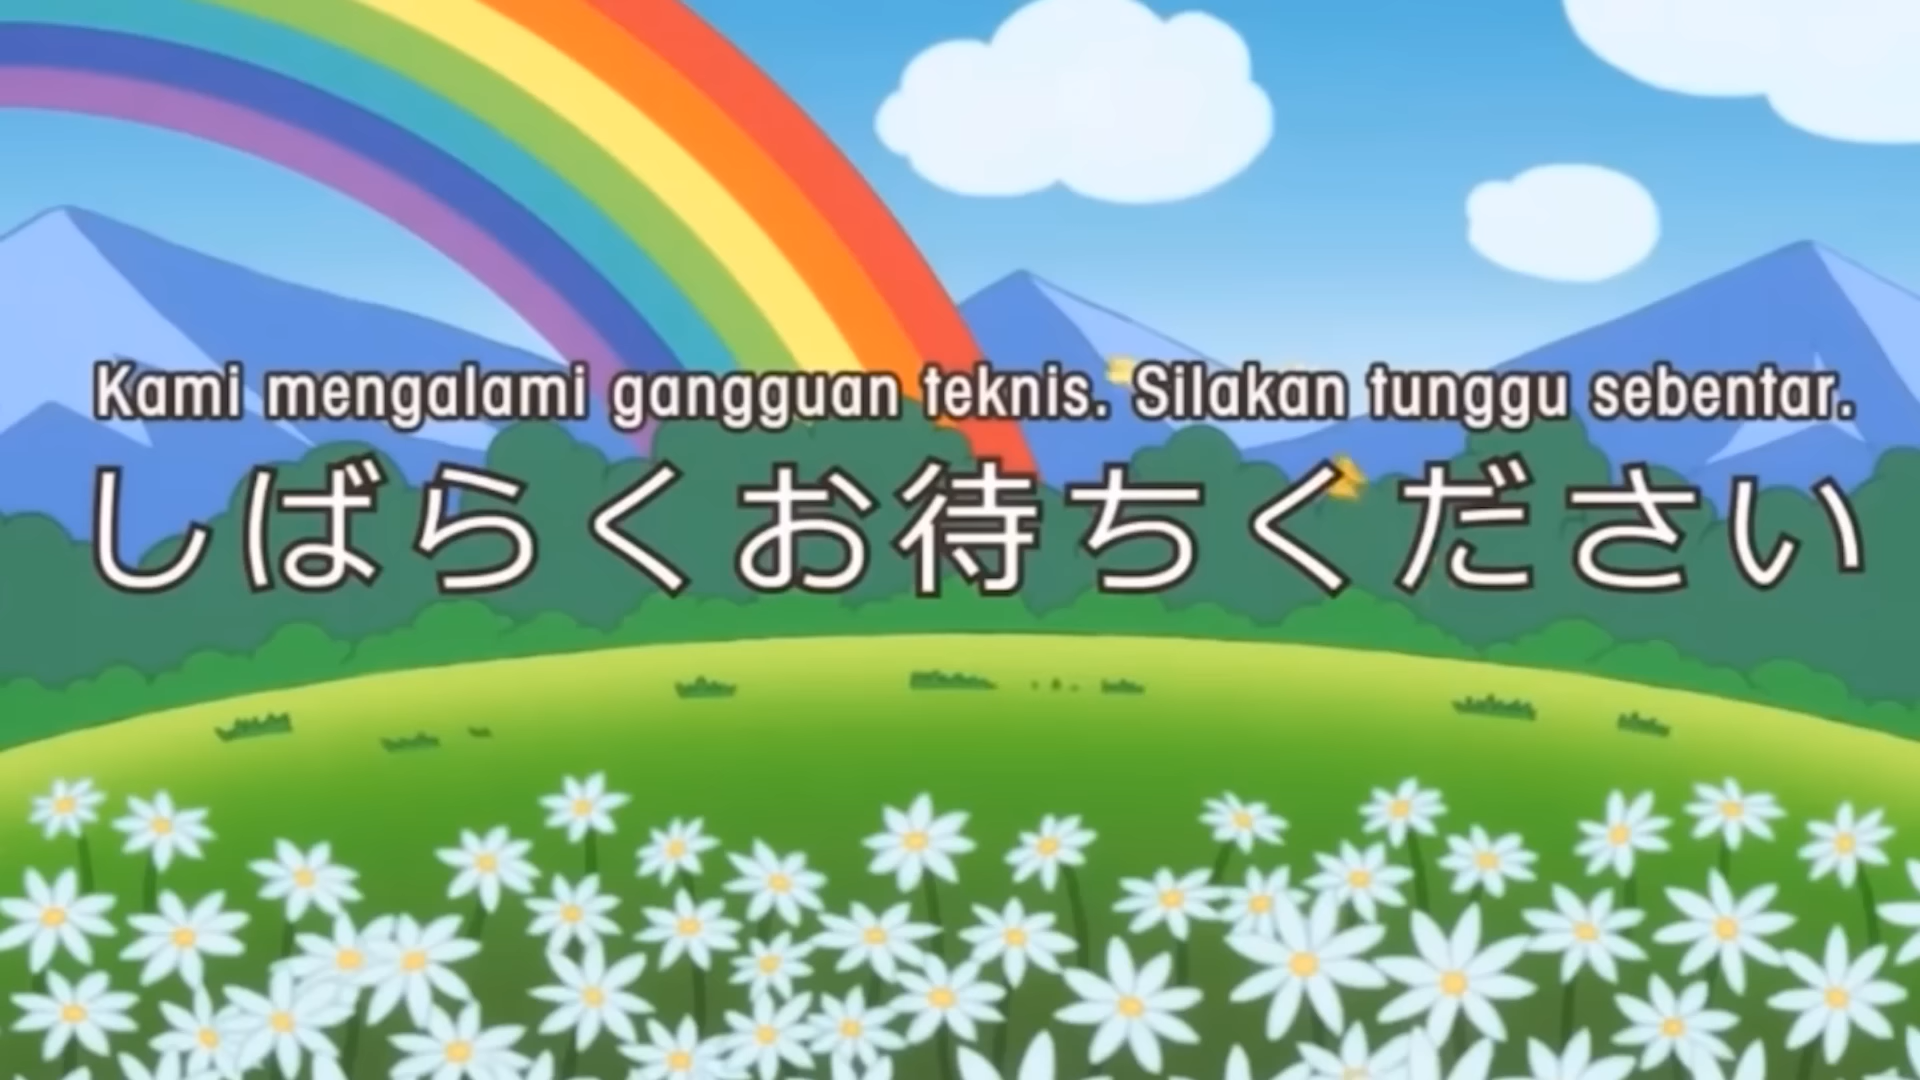 Kami mengalami gangguan teknis. Silakan tunggu sebentar.
しばらくお待ちください